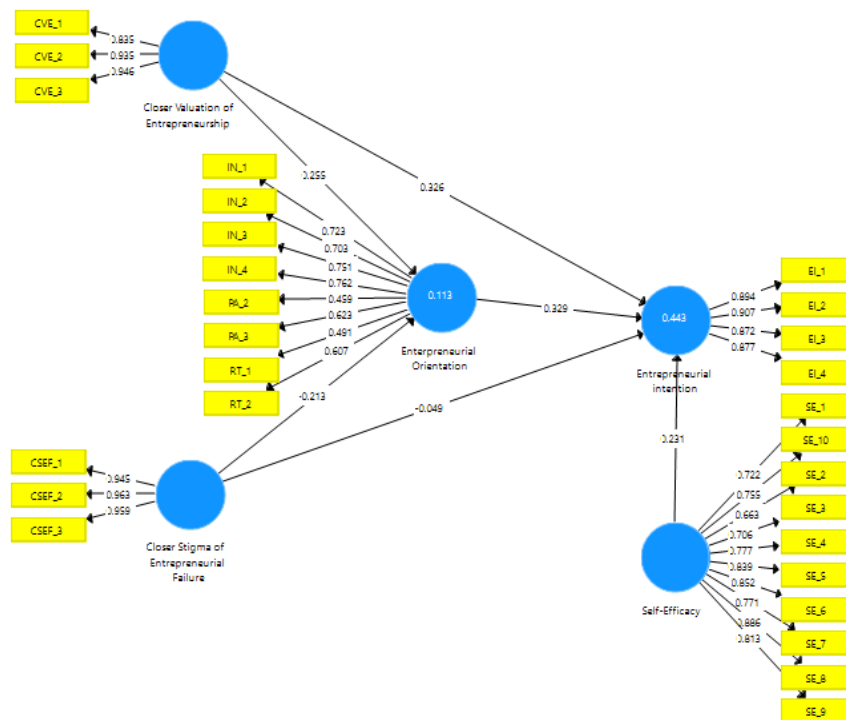 CVE_1
0.835
CVE_2
0.935
CVE_3
0.946
Closer Valuation of
Entrepreneurship
IN_1
0.255
0.326
IN_2
0.723
IN_3
0.703
0.751
IN_4
0.762
PA_2
0.459
0.113
PA_3
0.623
RT_1
0.491
RT_2
0.607
Enterpreneurial
Orientation
0.329
0.443
Entrepreneurial
intention
EI_1
0.894
EI_2
0.907
EI_3
0.872
EI_4
0.877
-0.213
-0.049
0.231
CSEF_1
0.945
CSEF_2
0.963
CSEF_3
0.959
Closer Stigma of
Entrepreneurial
Failure
SE_1
SE_10
0.722
SE_2
0.755
0.663
SE_3
0.706
SE_4
0.777
SE_5
0.839
0.852
SE_6
0.771
SE_7
0.886
0.813
SE_8
SE_9
Self-Efficacy